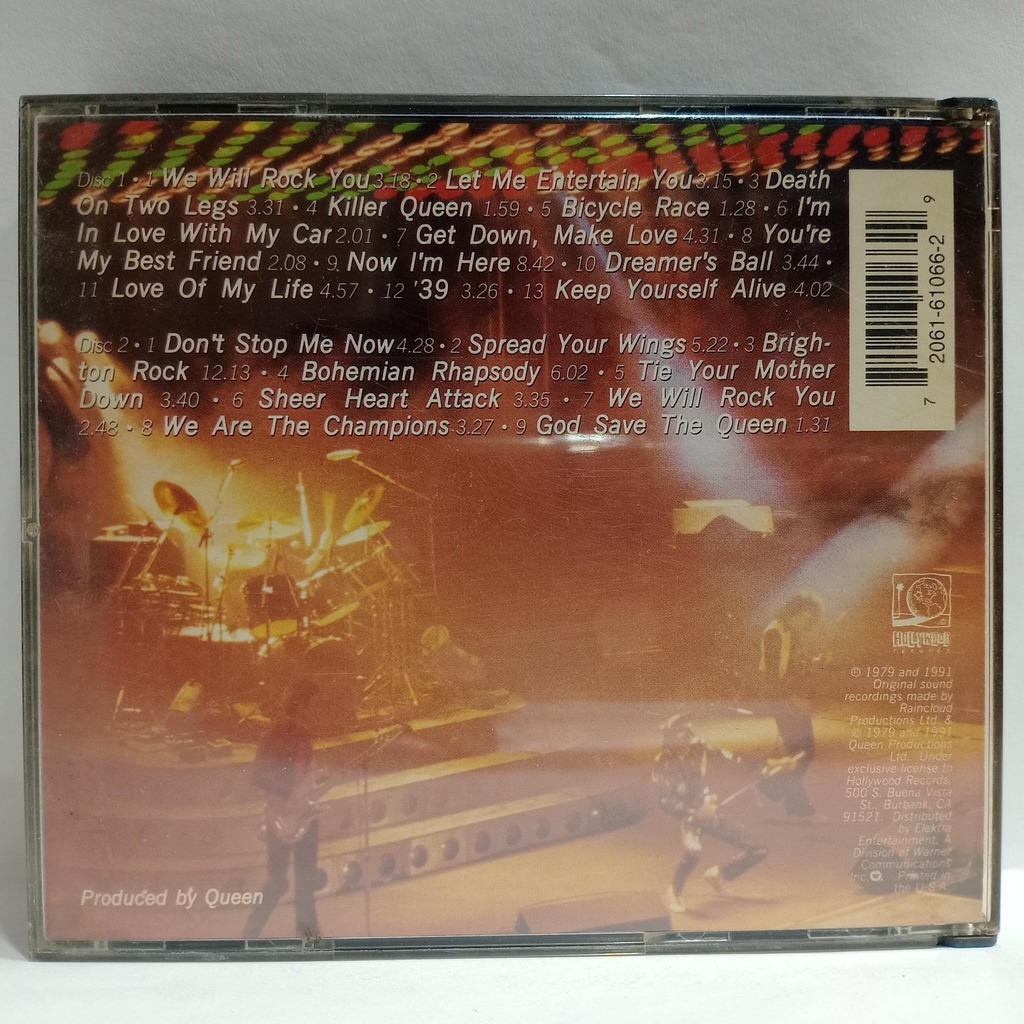 Disc 1 • 1 We Will Rock You 3.18 • 2 Let Me Entertain You 3.15 • 3 Death
On Two Legs 3.31 • 4 Killer Queen 1.59 • 5 Bicycle Race 1.28 • 6 I'm
In Love With My Car 2.01 • 7 Get Down, Make Love 4.31 • 8 You're
My Best Friend 2.08 • 9 Now I'm Here 8.42 • 10 Dreamer's Ball 3.44 •
11 Love Of My Life 4.57 • 12 '39 3.26 • 13 Keep Yourself Alive 4.02
Disc 2 • 1 Don't Stop Me Now 4.28 • 2 Spread Your Wings 5.22 • 3 Brigh-
ton Rock 12.13 • 4 Bohemian Rhapsody 6.02 • 5 Tie Your Mother
Down 3.40 • 6 Sheer Heart Attack 3.35 • 7 We Will Rock You
2.48 • 8 We Are The Champions 3.27 • 9 God Save The Queen 1.31
7 2061-61066-2 9
HOLLYWOOD
records
© 1979 and 1991
Original sound
recordings made by
Raincloud
Productions Ltd. &
© 1979 and 1991
Queen Productions
Ltd. Under
exclusive license to
Hollywood Records,
500 S. Buena Vista
St., Burbank, CA
91521. Distributed
by Elektra
Entertainment, A
Division of Warner
Communications
Inc. Printed in
the U.S.A.
Produced by Queen